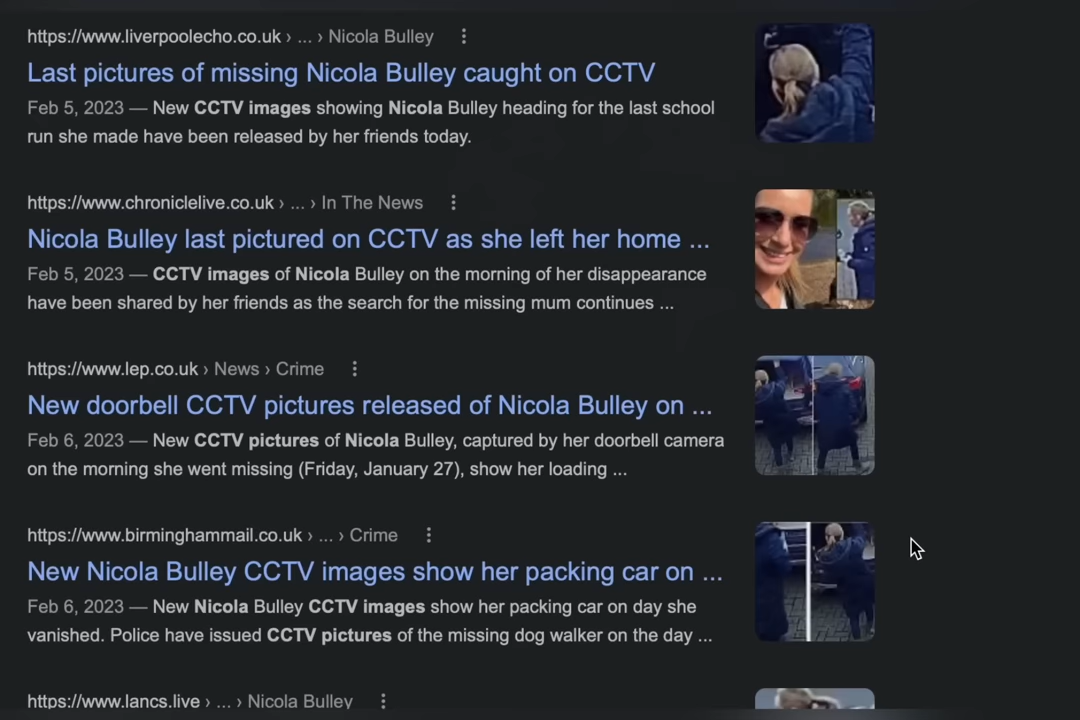 https://www.liverpoolecho.co.uk › ... › Nicola Bulley
Last pictures of missing Nicola Bulley caught on CCTV
Feb 5, 2023 — New CCTV images showing Nicola Bulley heading for the last school
run she made have been released by her friends today.
https://www.chroniclelive.co.uk › ... › In The News
Nicola Bulley last pictured on CCTV as she left her home ...
Feb 5, 2023 — CCTV images of Nicola Bulley on the morning of her disappearance
have been shared by her friends as the search for the missing mum continues ...
https://www.lep.co.uk › News › Crime
New doorbell CCTV pictures released of Nicola Bulley on ...
Feb 6, 2023 — New CCTV pictures of Nicola Bulley, captured by her doorbell camera
on the morning she went missing (Friday, January 27), show her loading ...
https://www.birminghammail.co.uk › ... › Crime
New Nicola Bulley CCTV images show her packing car on ...
Feb 6, 2023 — New Nicola Bulley CCTV images show her packing car on day she
vanished. Police have issued CCTV pictures of the missing dog walker on the day ...
https://www.lancs.live › ... › Nicola Bulley